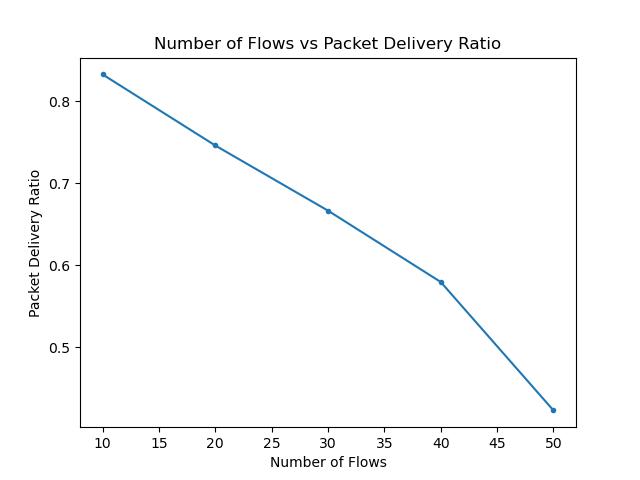 Number of Flows vs Packet Delivery Ratio
Packet Delivery Ratio
0.8
0.7
0.6
0.5
10 15 20 25 30 35 40 45 50
Number of Flows